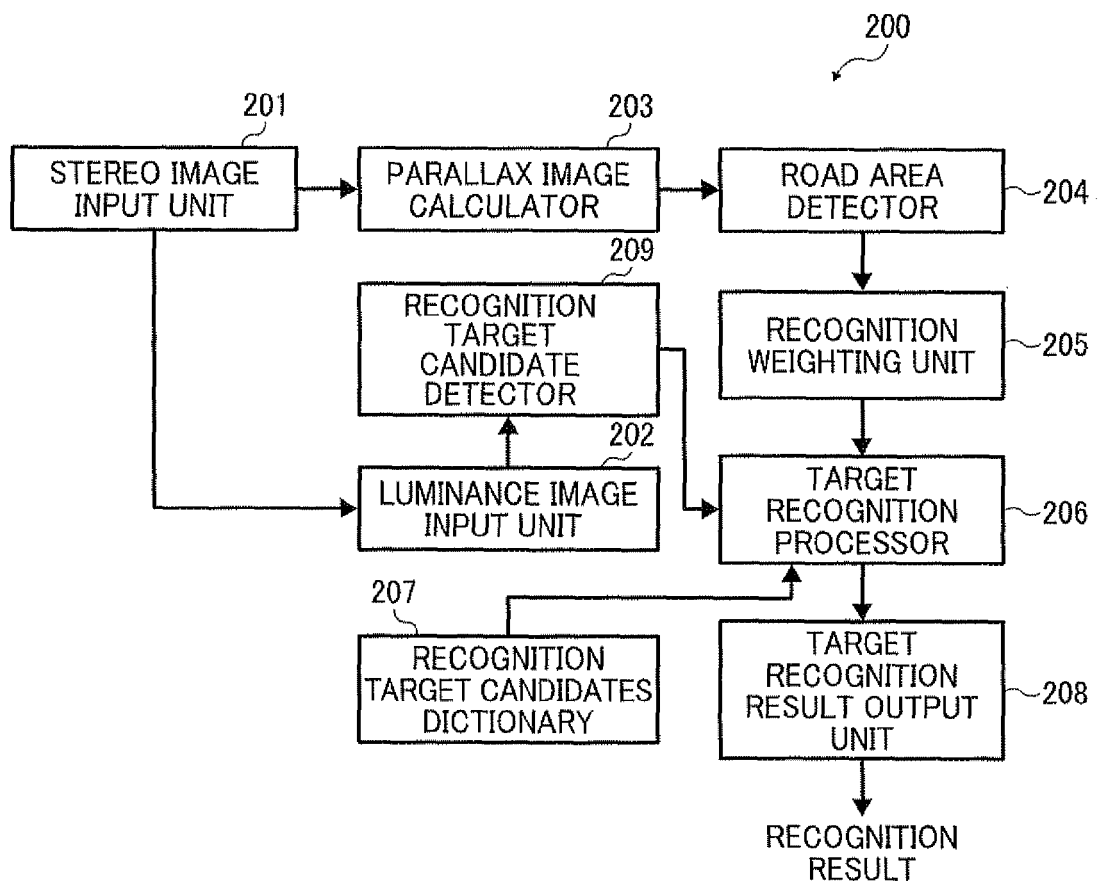 200
201
STEREO IMAGE
INPUT UNIT
203
PARALLAX IMAGE
CALCULATOR
ROAD AREA
DETECTOR
204
209
RECOGNITION
TARGET
CANDIDATE
DETECTOR
RECOGNITION
WEIGHTING UNIT
205
202
LUMINANCE IMAGE
INPUT UNIT
TARGET
RECOGNITION
PROCESSOR
206
207
RECOGNITION
TARGET CANDIDATES
DICTIONARY
TARGET
RECOGNITION
RESULT OUTPUT
UNIT
208
RECOGNITION
RESULT